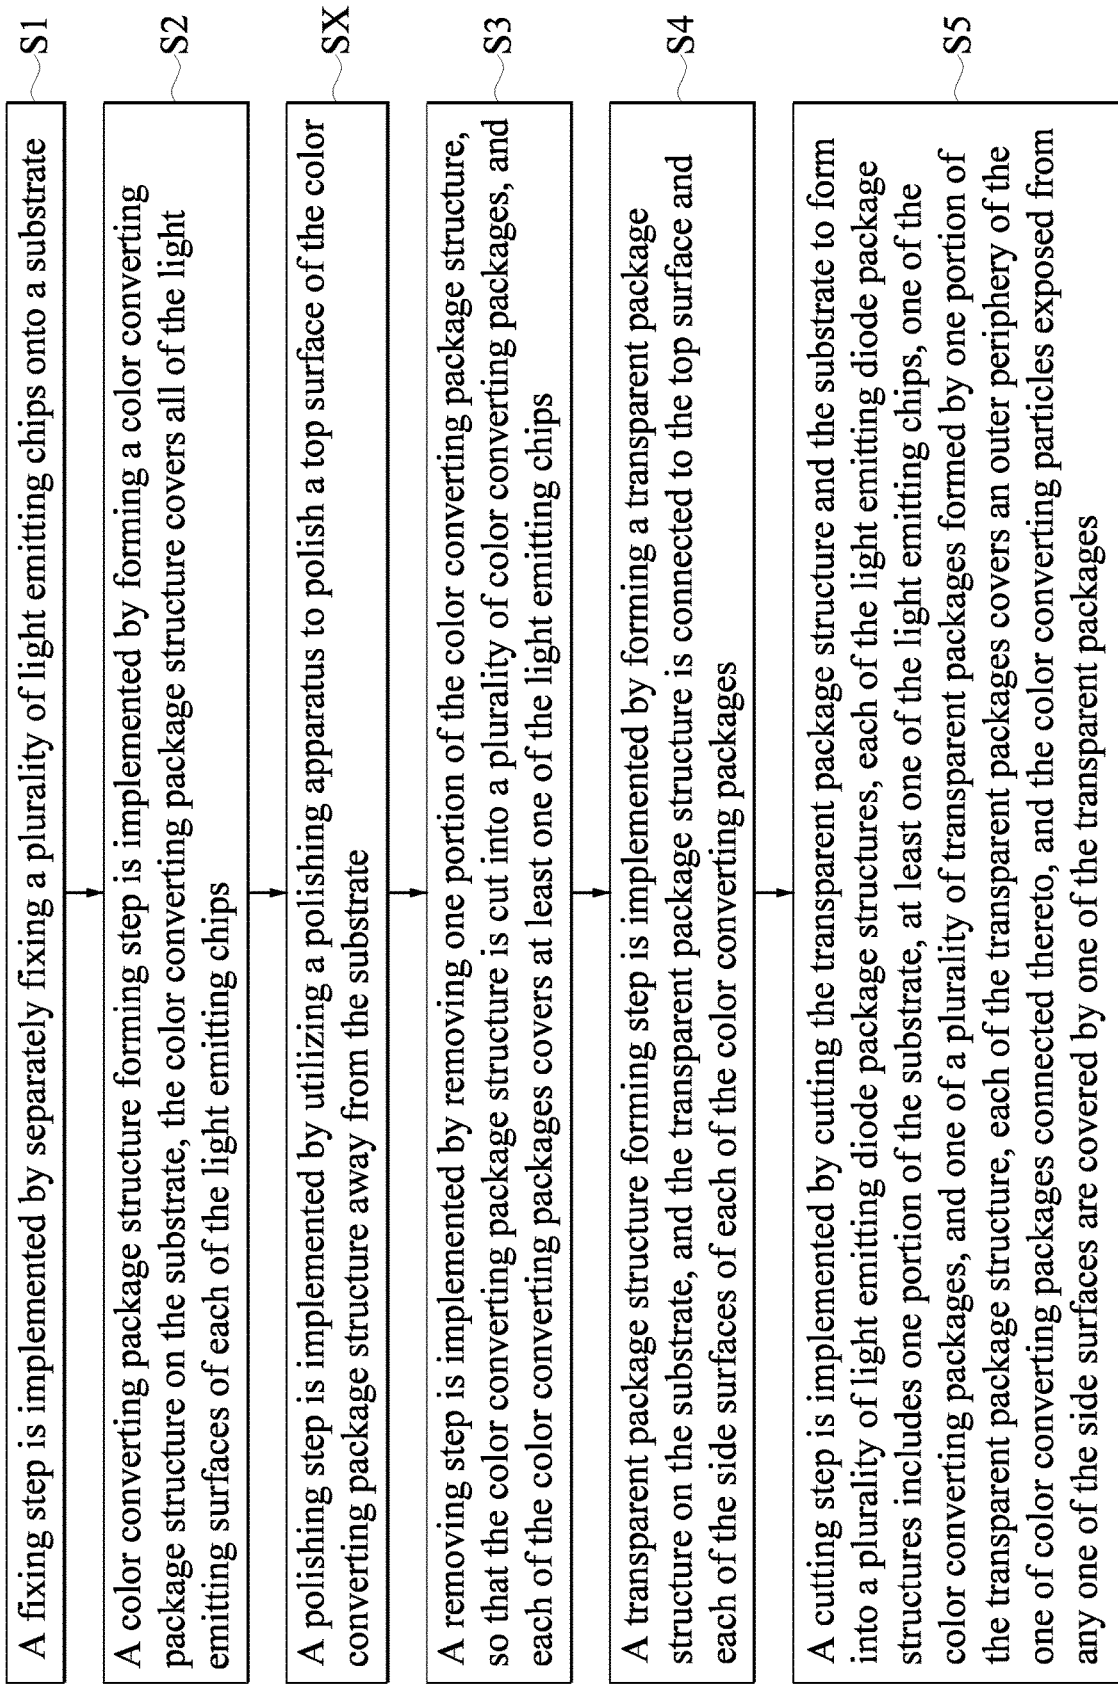 A fixing step is implemented by separately fixing a plurality of light emitting chips onto a substrate
S1
A color converting package structure forming step is implemented by forming a color converting
package structure on the substrate, the color converting package structure covers all of the light
emitting surfaces of each of the light emitting chips
S2
A polishing step is implemented by utilizing a polishing apparatus to polish a top surface of the color
converting package structure away from the substrate
SX
A removing step is implemented by removing one portion of the color converting package structure,
so that the color converting package structure is cut into a plurality of color converting packages, and
each of the color converting packages covers at least one of the light emitting chips
S3
A transparent package structure forming step is implemented by forming a transparent package
structure on the substrate, and the transparent package structure is connected to the top surface and
each of the side surfaces of each of the color converting packages
S4
A cutting step is implemented by cutting the transparent package structure and the substrate to form
into a plurality of light emitting diode package structures, each of the light emitting diode package
structures includes one portion of the substrate, at least one of the light emitting chips, one of the
color converting packages, and one of a plurality of transparent packages formed by one portion of
the transparent package structure, each of the transparent packages covers an outer periphery of the
one of color converting packages connected thereto, and the color converting particles exposed from
any one of the side surfaces are covered by one of the transparent packages
S5